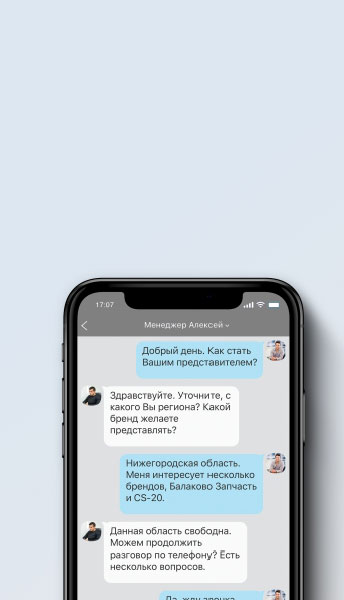 17:07
Менеджер Алексей
Добрый день. Как стать
Вашим представителем?
Здравствуйте. Уточните, с
какого Вы региона? Какой
бренд желаете
представлять?
Нижегородская область.
Меня интересует несколько
брендов, Балаково Запчасть
и CS-20.
Данная область свободна.
Можем продолжить
разговор по телефону? Есть
несколько вопросов.
Да, жду звонка